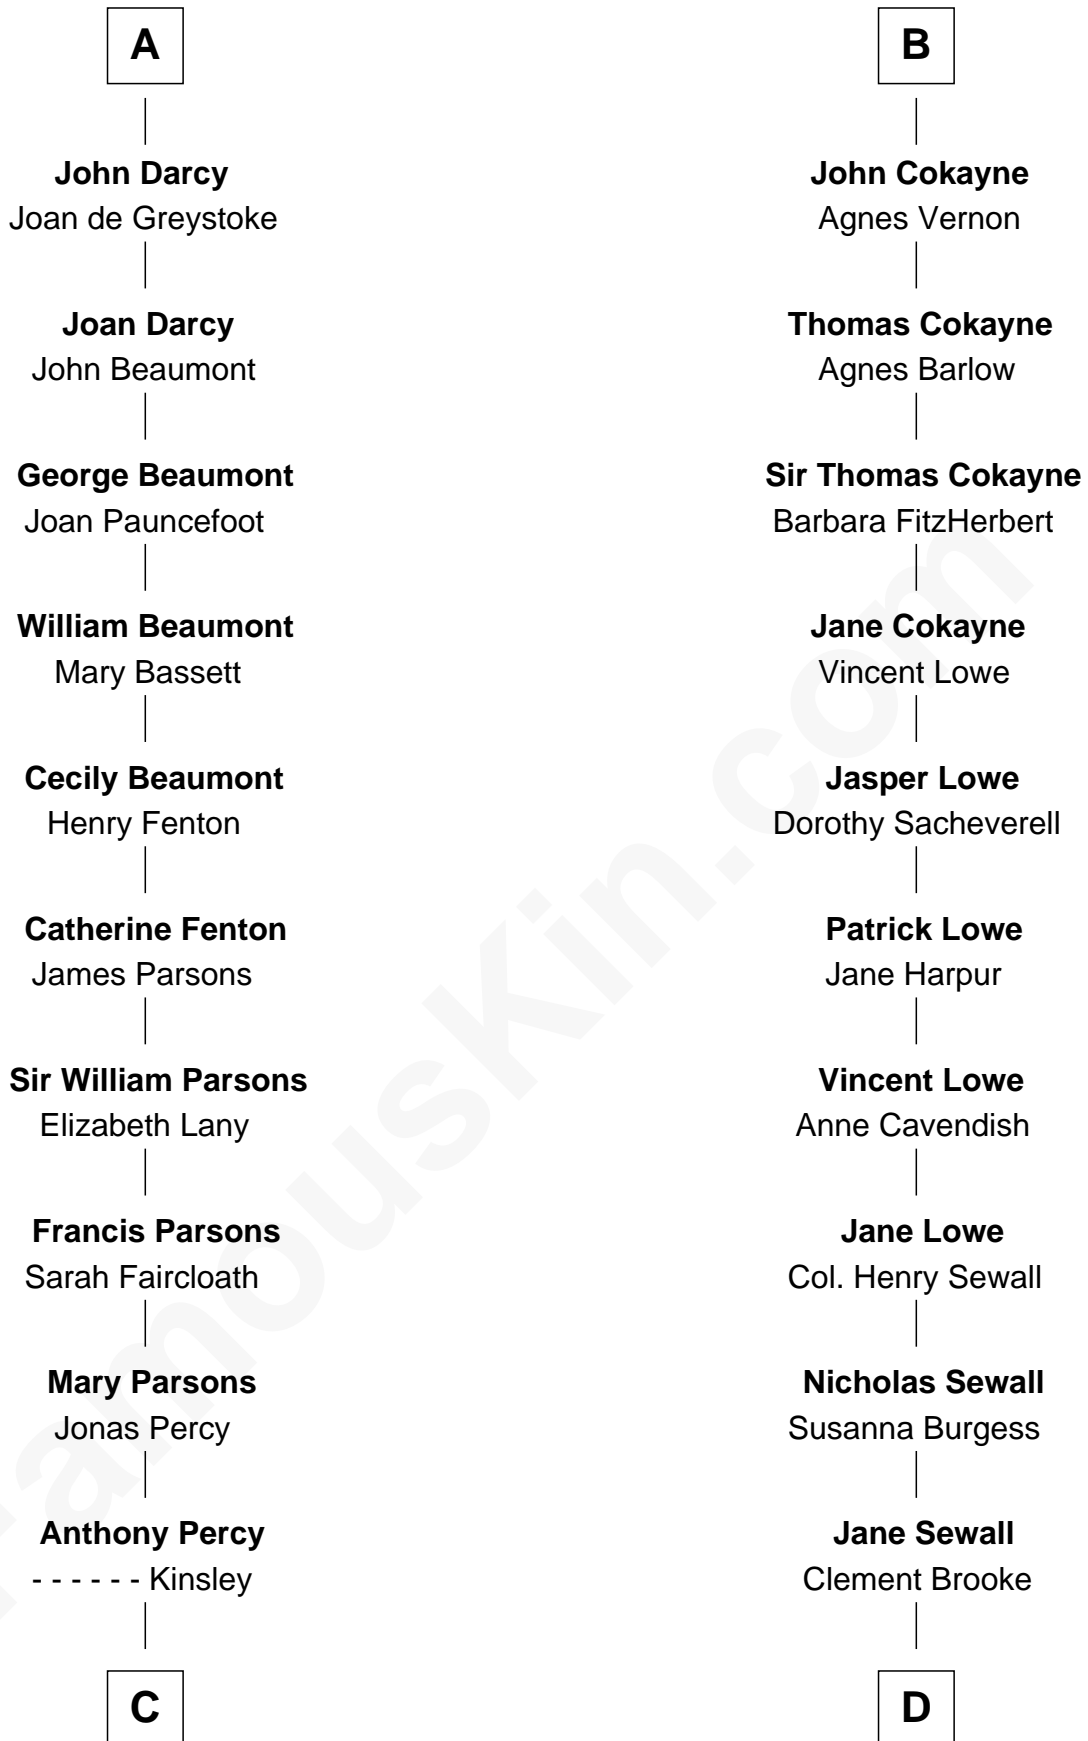 A
John Darcy
Joan de Greystoke
Joan Darcy
John Beaumont
George Beaumont
Joan Pauncefoot
William Beaumont
Mary Bassett
Cecily Beaumont
Henry Fenton
Catherine Fenton
James Parsons
Sir William Parsons
Elizabeth Lany
Francis Parsons
Sarah Faircloath
Mary Parsons
Jonas Percy
Anthony Percy
- - - - - - Kinsley
C
B
John Cokayne
Agnes Vernon
Thomas Cokayne
Agnes Barlow
Sir Thomas Cokayne
Barbara FitzHerbert
Jane Cokayne
Vincent Lowe
Jasper Lowe
Dorothy Sacheverell
Patrick Lowe
Jane Harpur
Vincent Lowe
Anne Cavendish
Jane Lowe
Col. Henry Sewall
Nicholas Sewall
Susanna Burgess
Jane Sewall
Clement Brooke
D
FamousKin.com